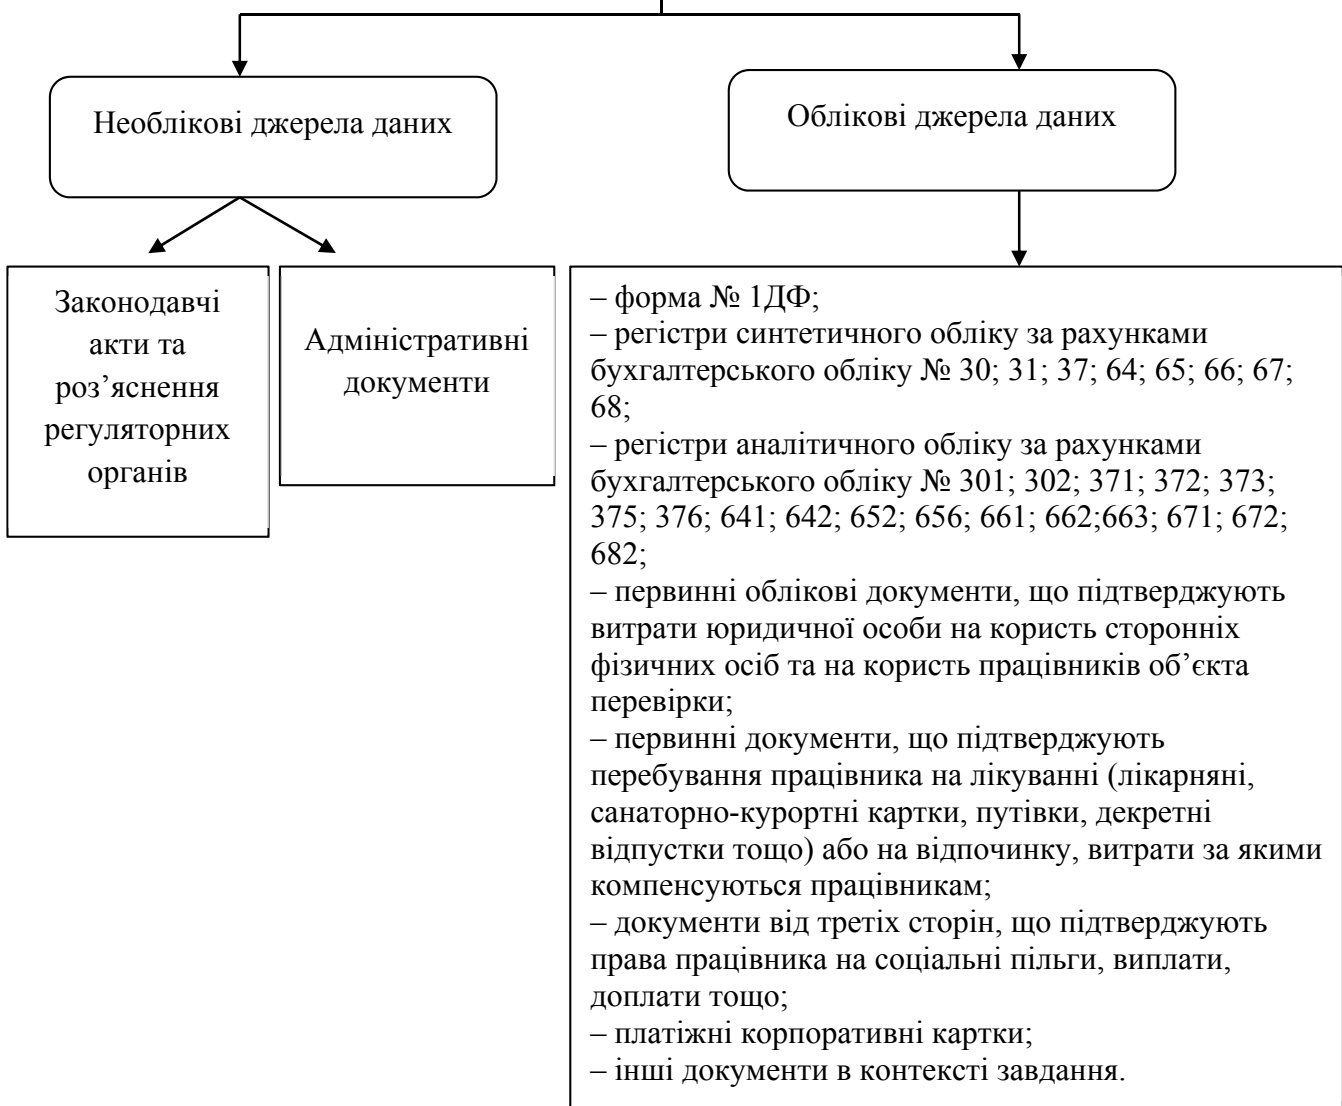 Необлікові джерела даних
Облікові джерела даних
Законодавчі
акти та
роз’яснення
регуляторних
органів
Адміністративні
документи
– форма № 1ДФ;
– регістри синтетичного обліку за рахунками
бухгалтерського обліку № 30; 31; 37; 64; 65; 66; 67;
68;
– регістри аналітичного обліку за рахунками
бухгалтерського обліку № 301; 302; 371; 372; 373;
375; 376; 641; 642; 652; 656; 661; 662;663; 671; 672;
682;
– первинні облікові документи, що підтверджують
витрати юридичної особи на користь сторонніх
фізичних осіб та на користь працівників об’єкта
перевірки;
– первинні документи, що підтверджують
перебування працівника на лікуванні (лікарняні,
санаторно-курортні картки, путівки, декретні
відпустки тощо) або на відпочинку, витрати за якими
компенсуються працівникам;
– документи від третіх сторін, що підтверджують
права працівника на соціальні пільги, виплати,
доплати тощо;
– платіжні корпоративні картки;
– інші документи в контексті завдання.